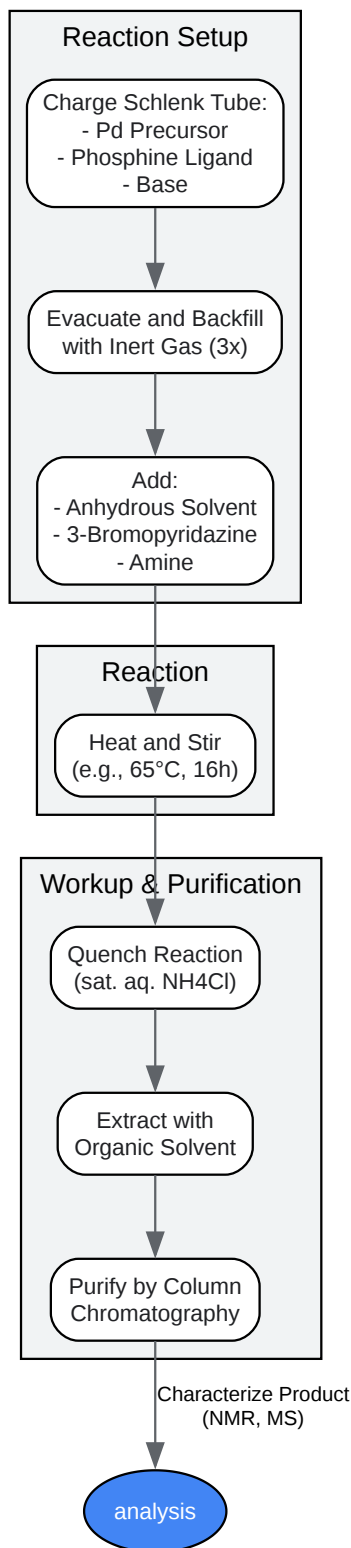 Reaction Setup
Charge Schlenk Tube:
- Pd Precursor
- Phosphine Ligand
- Base
Evacuate and Backfill
with Inert Gas (3x)
Add:
- Anhydrous Solvent
- 3-Bromopyridazine
- Amine
Reaction
Heat and Stir
(e.g., 65°C, 16h)
Workup & Purification
Quench Reaction
(sat. aq. NH4Cl)
Extract with
Organic Solvent
Purify by Column
Chromatography
Characterize Product
(NMR, MS)
analysis